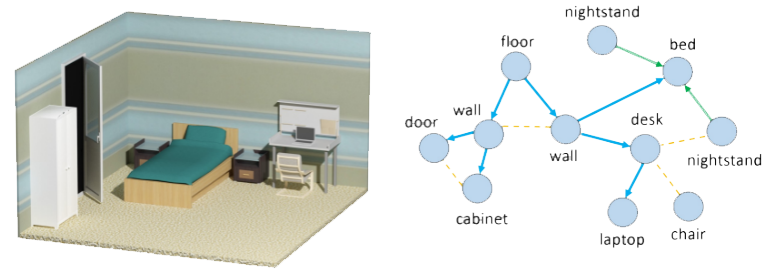 nightstand
floor
bed
door
wall
desk
wall
nightstand
cabinet
laptop
chair